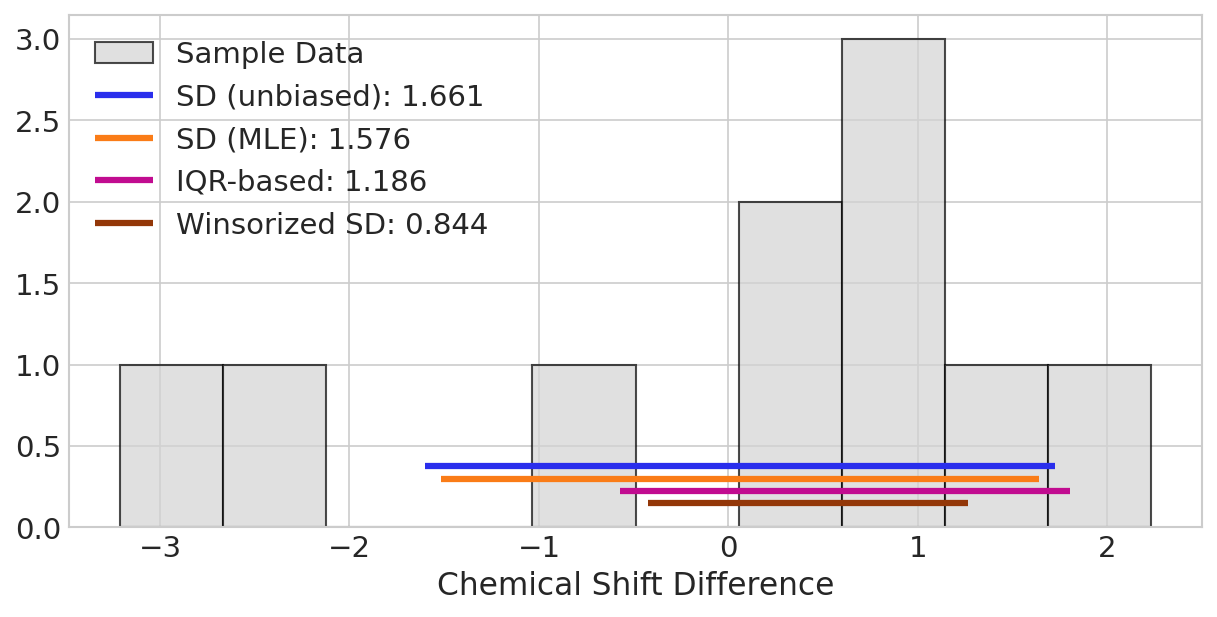 3.0
2.5
2.0
1.5
1.0
0.5
0.0
Sample Data
SD (unbiased): 1.661
SD (MLE): 1.576
IQR-based: 1.186
Winsorized SD: 0.844
−3 −2 −1 0 1 2
Chemical Shift Difference